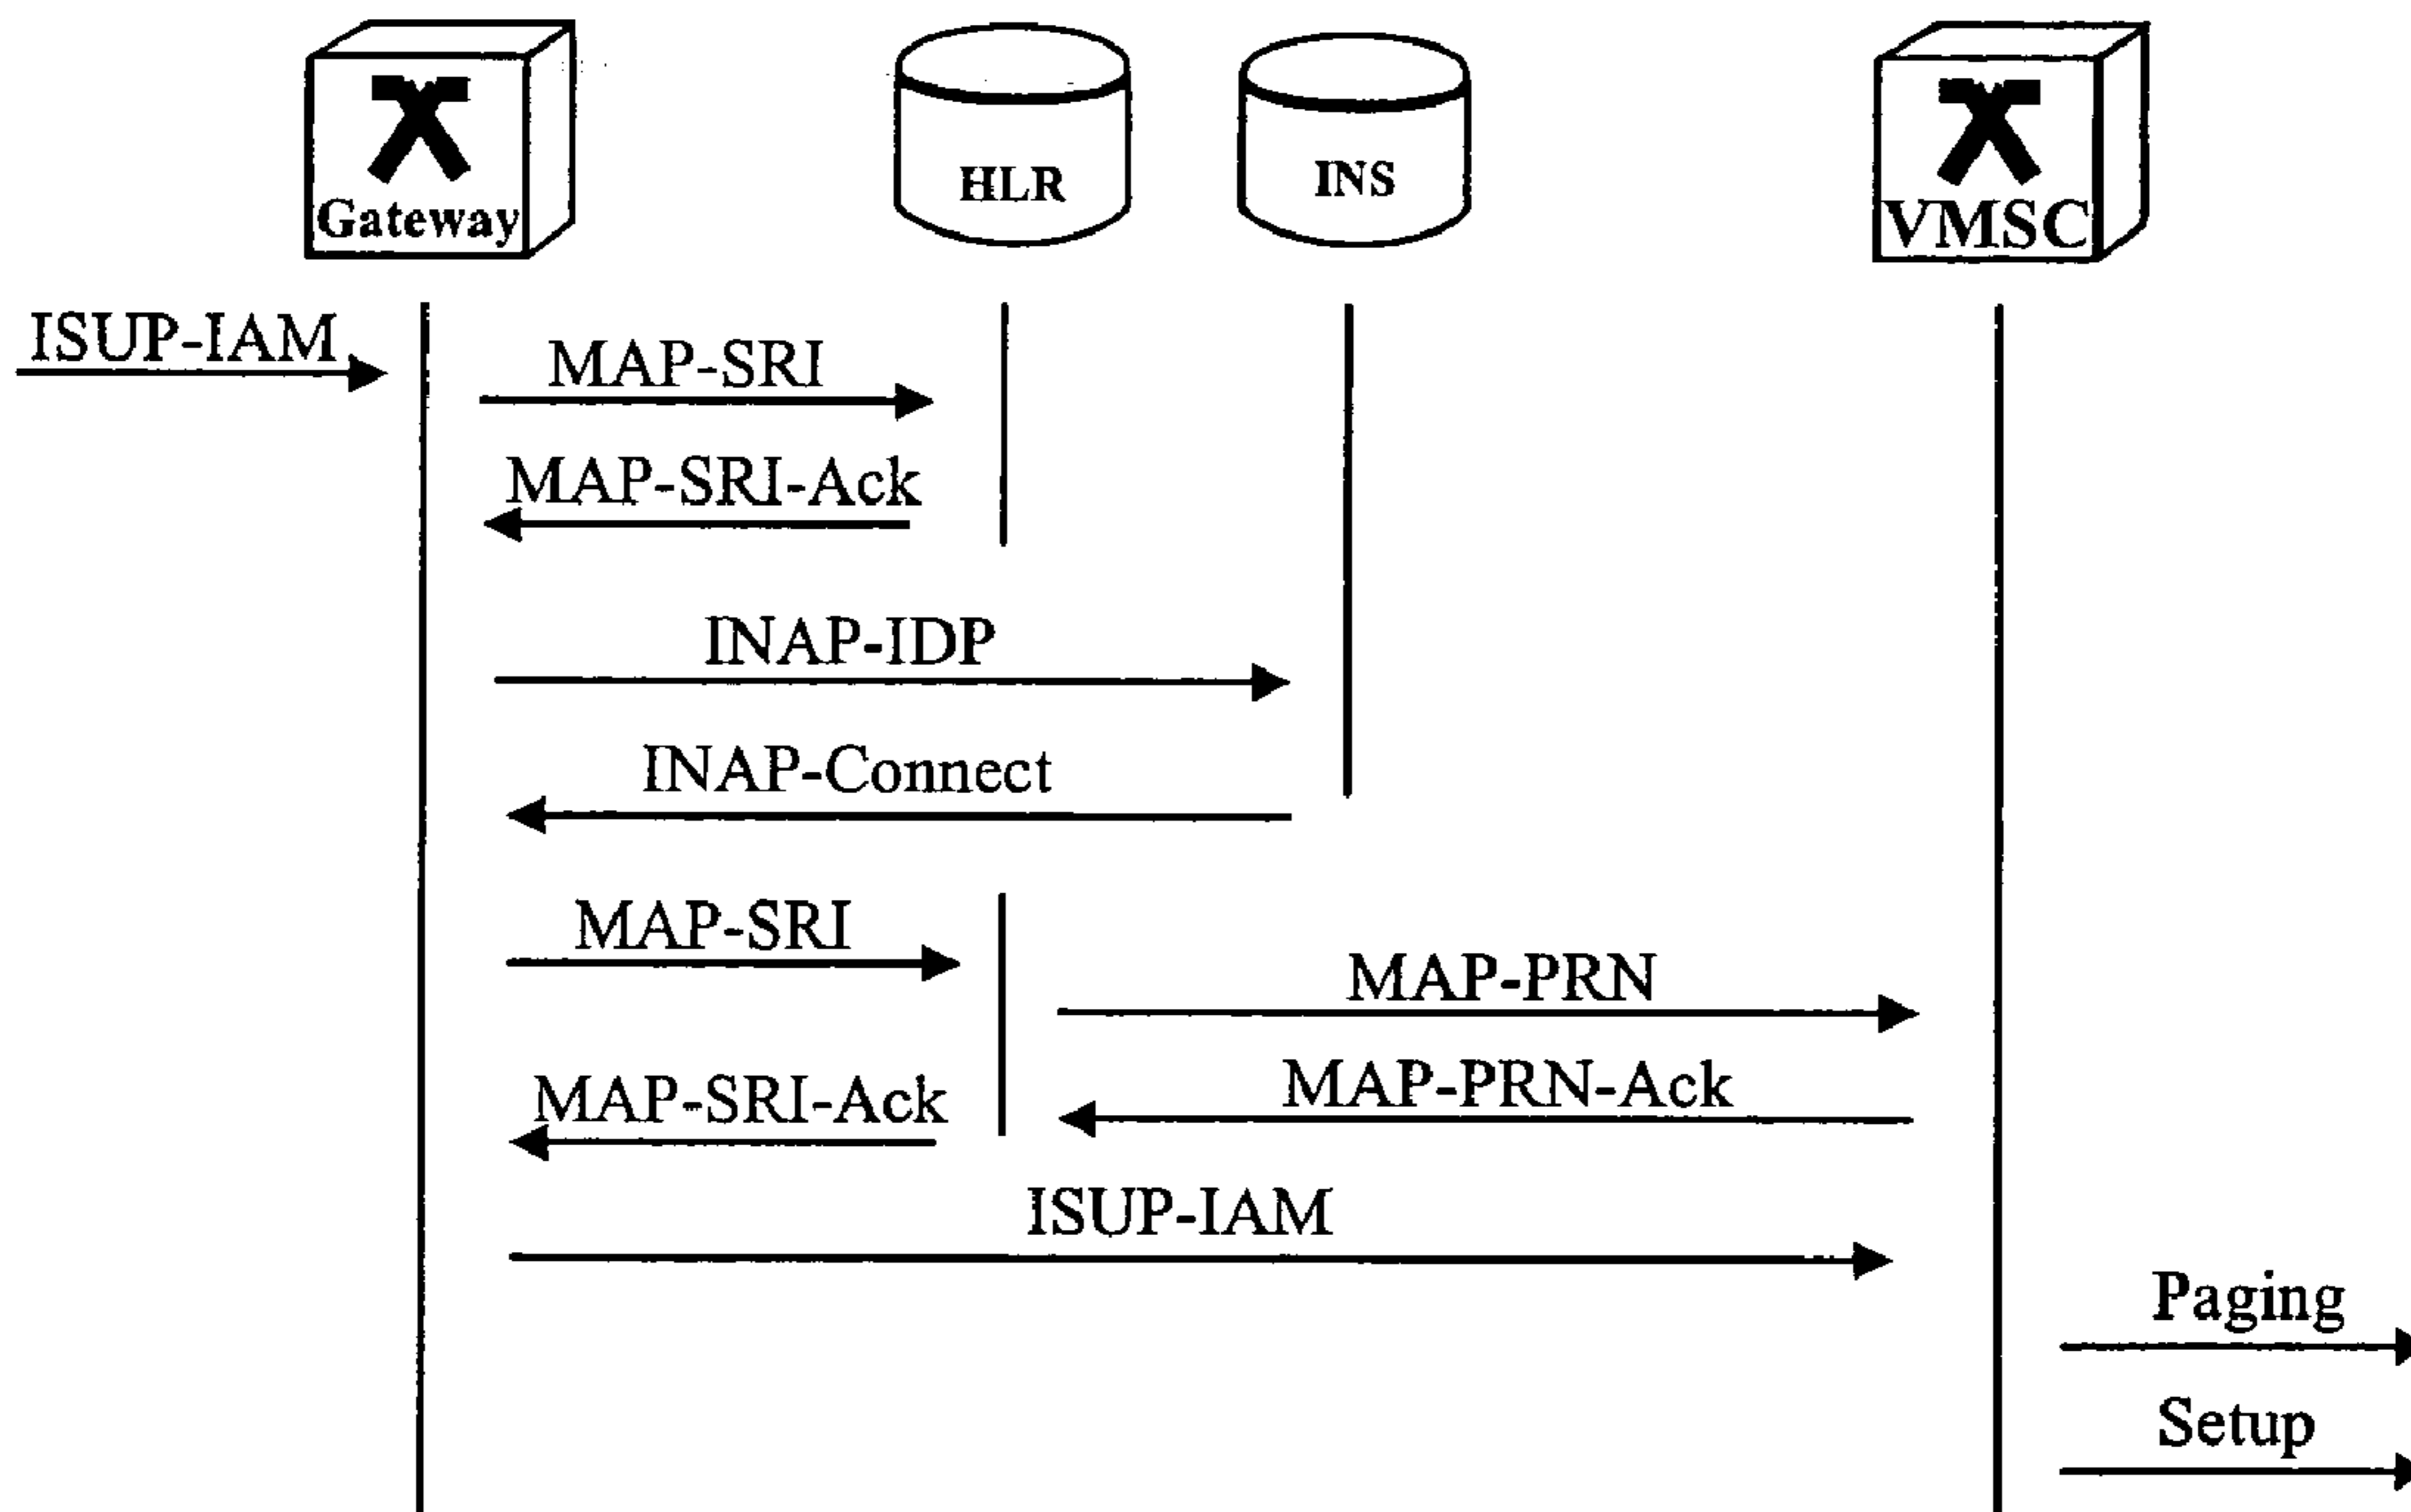 Gateway
HLR
INS
VMSC
ISUP-IAM
MAP-SRI
MAP-SRI-Ack
INAP-IDP
INAP-Connect
MAP-SRI
MAP-PRN
MAP-PRN-Ack
MAP-SRI-Ack
ISUP-IAM
Paging
Setup